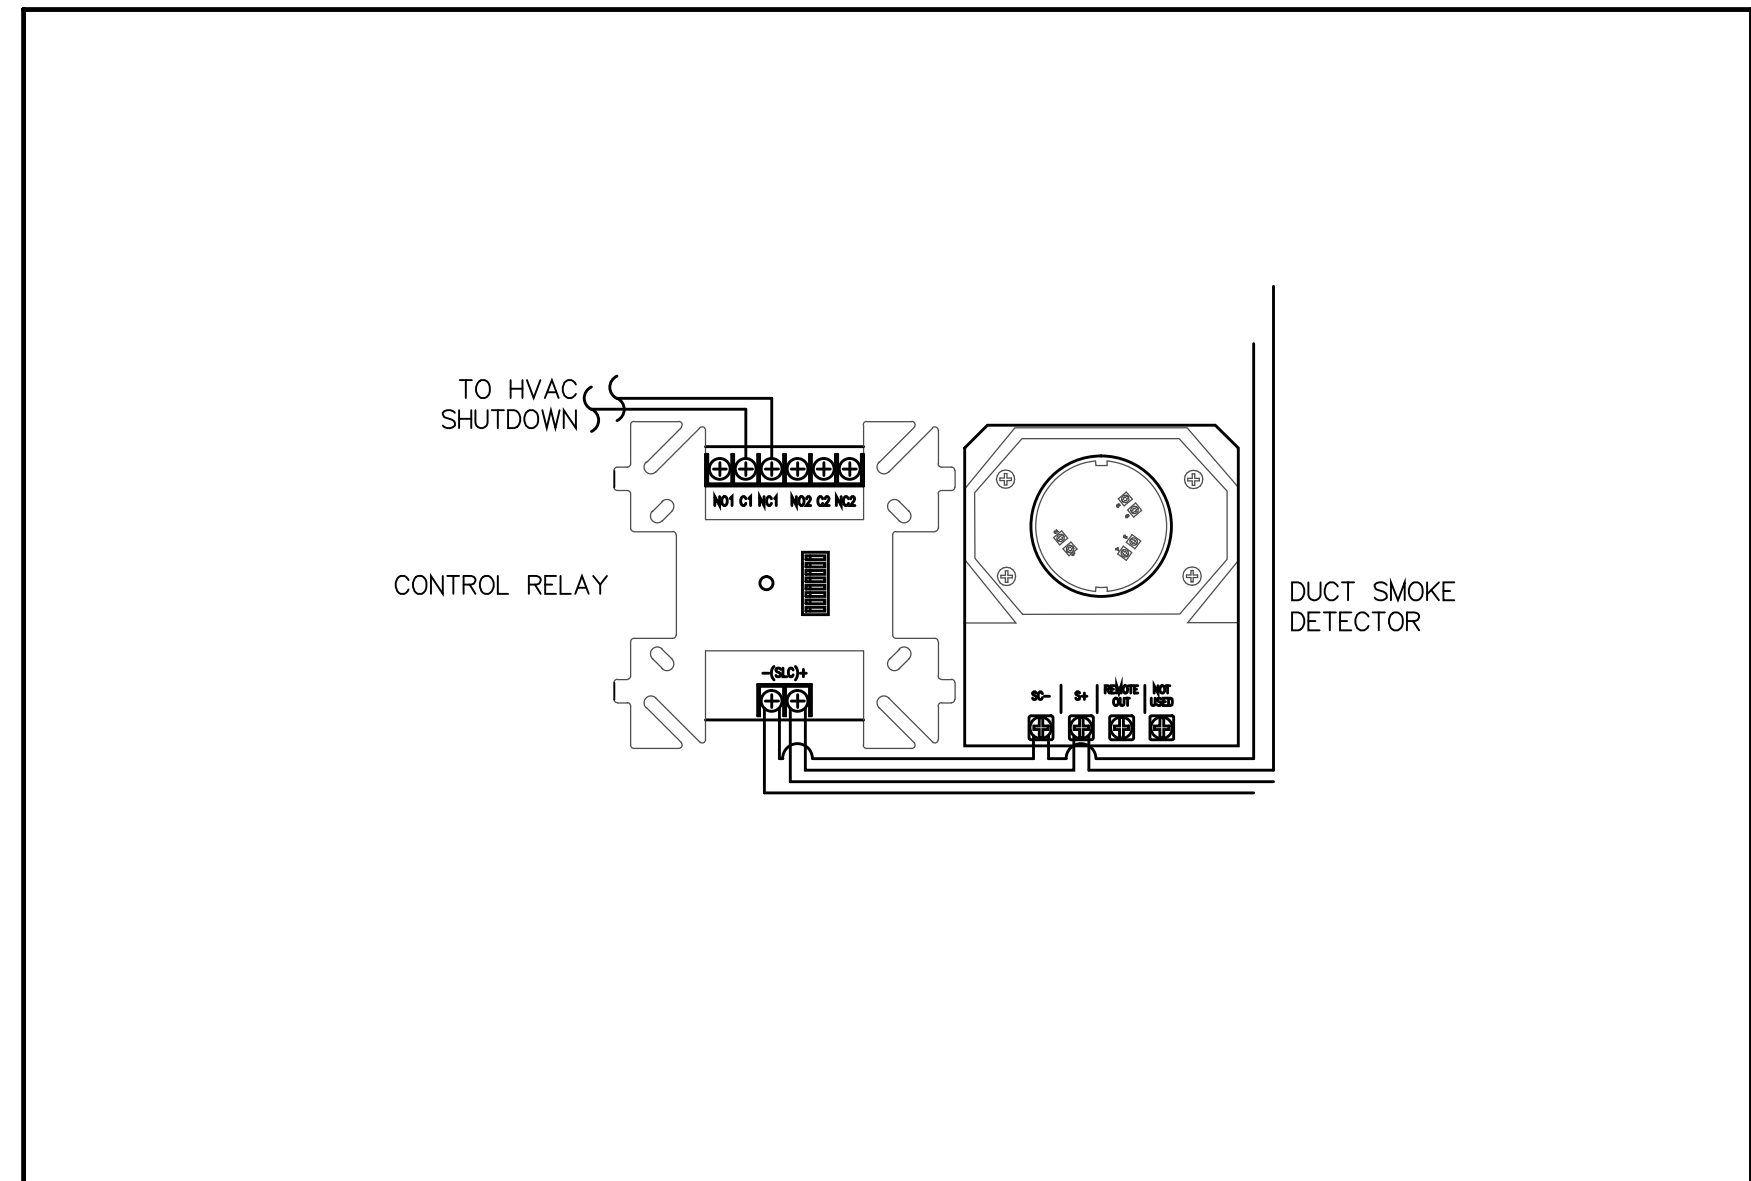 TO HVAC
SHUTDOWN
NO1 C1 NC1 NO2 C2 NC2
CONTROL RELAY
DUCT SMOKE
DETECTOR
-(SLC)+
SC- S+ REMOTE OUT NOT USED